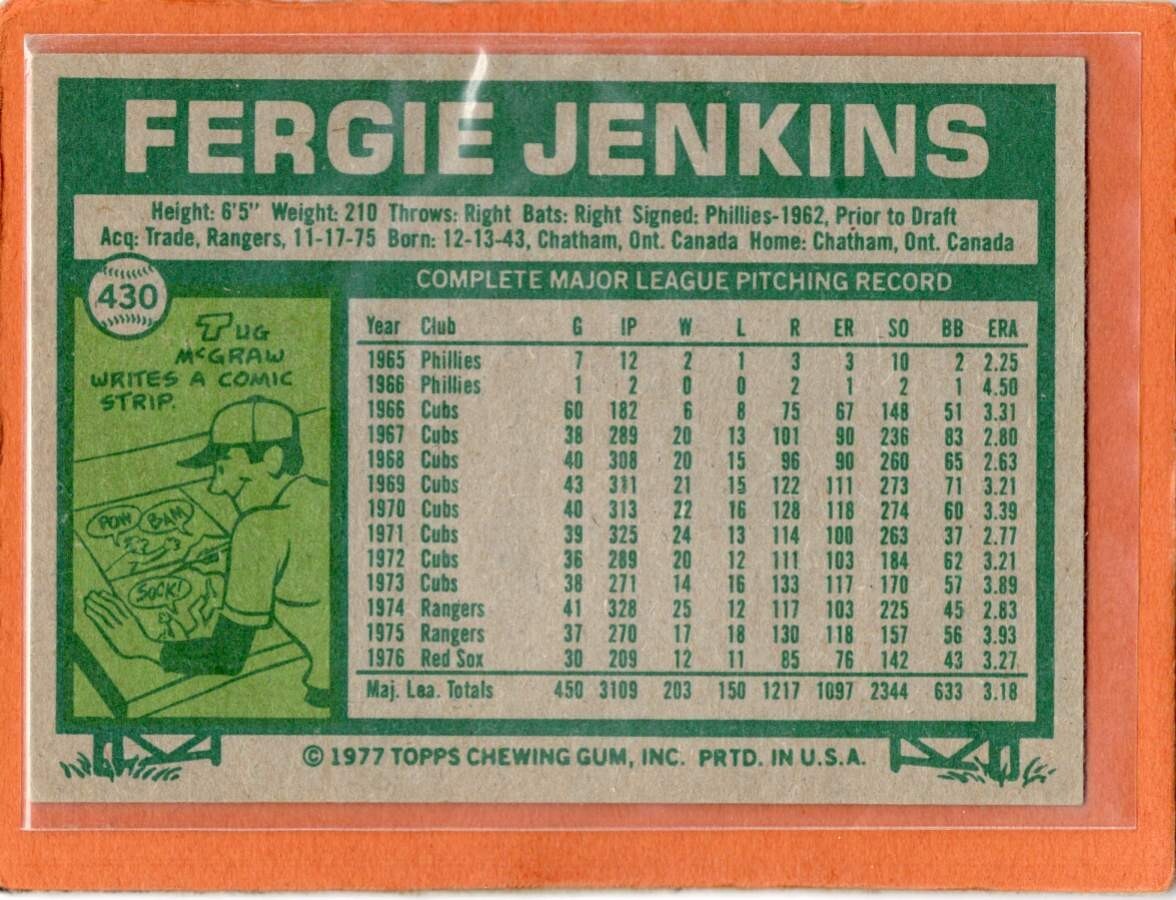 FERGIE JENKINS
Height: 6'5" Weight: 210 Throws: Right Bats: Right Signed: Phillies-1962, Prior to Draft
Acq: Trade, Rangers, 11-17-75 Born: 12-13-43, Chatham, Ont. Canada Home: Chatham, Ont. Canada
430
TUG
McGRAW
WRITES A COMIC
STRIP.
POW BAM
SOCK!
COMPLETE MAJOR LEAGUE PITCHING RECORD
Year Club G IP W L R ER SO BB ERA
1965 Phillies 7 12 2 1 3 3 10 2 2.25
1966 Phillies 1 2 0 0 2 1 2 1 4.50
1966 Cubs 60 182 6 8 75 67 148 51 3.31
1967 Cubs 38 289 20 13 101 90 236 83 2.80
1968 Cubs 40 308 20 15 96 90 260 65 2.63
1969 Cubs 43 311 21 15 122 111 273 71 3.21
1970 Cubs 40 313 22 16 128 118 274 60 3.39
1971 Cubs 39 325 24 13 114 100 263 37 2.77
1972 Cubs 36 289 20 12 111 103 184 62 3.21
1973 Cubs 38 271 14 16 133 117 170 57 3.89
1974 Rangers 41 328 25 12 117 103 225 45 2.83
1975 Rangers 37 270 17 18 130 118 157 56 3.93
1976 Red Sox 30 209 12 11 85 76 142 43 3.27
Maj. Lea. Totals 450 3109 203 150 1217 1097 2344 633 3.18
© 1977 TOPPS CHEWING GUM, INC. PRTD. IN U.S.A.